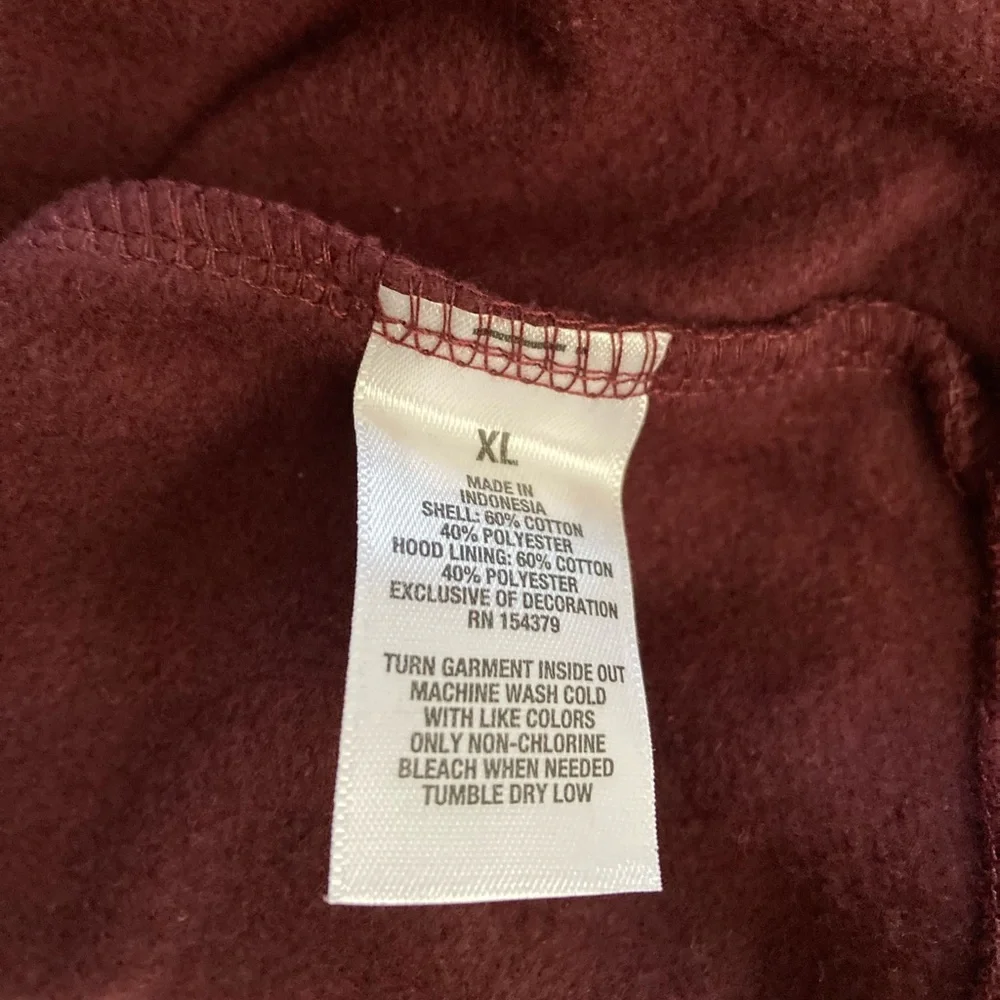 XL
MADE IN
INDONESIA
SHELL: 60% COTTON
40% POLYESTER
HOOD LINING: 60% COTTON
40% POLYESTER
EXCLUSIVE OF DECORATION
RN 154379
TURN GARMENT INSIDE OUT
MACHINE WASH COLD
WITH LIKE COLORS
ONLY NON-CHLORINE
BLEACH WHEN NEEDED
TUMBLE DRY LOW